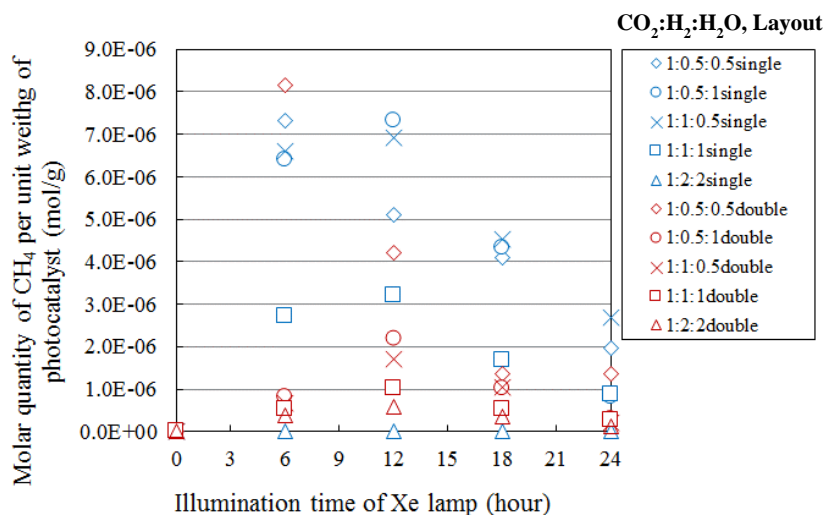 CO₂:H₂:H₂O, Layout
9.0E-06
8.0E-06
7.0E-06
6.0E-06
5.0E-06
4.0E-06
3.0E-06
2.0E-06
1.0E-06
0.0E+00
0 3 6 9 12 15 18 21 24
Molar quantity of CH₄ per unit weithg of
photocatalyst (mol/g)
Illumination time of Xe lamp (hour)
1:0.5:0.5single
1:0.5:1single
1:1:0.5single
1:1:1single
1:2:2single
1:0.5:0.5double
1:0.5:1double
1:1:0.5double
1:1:1double
1:2:2double